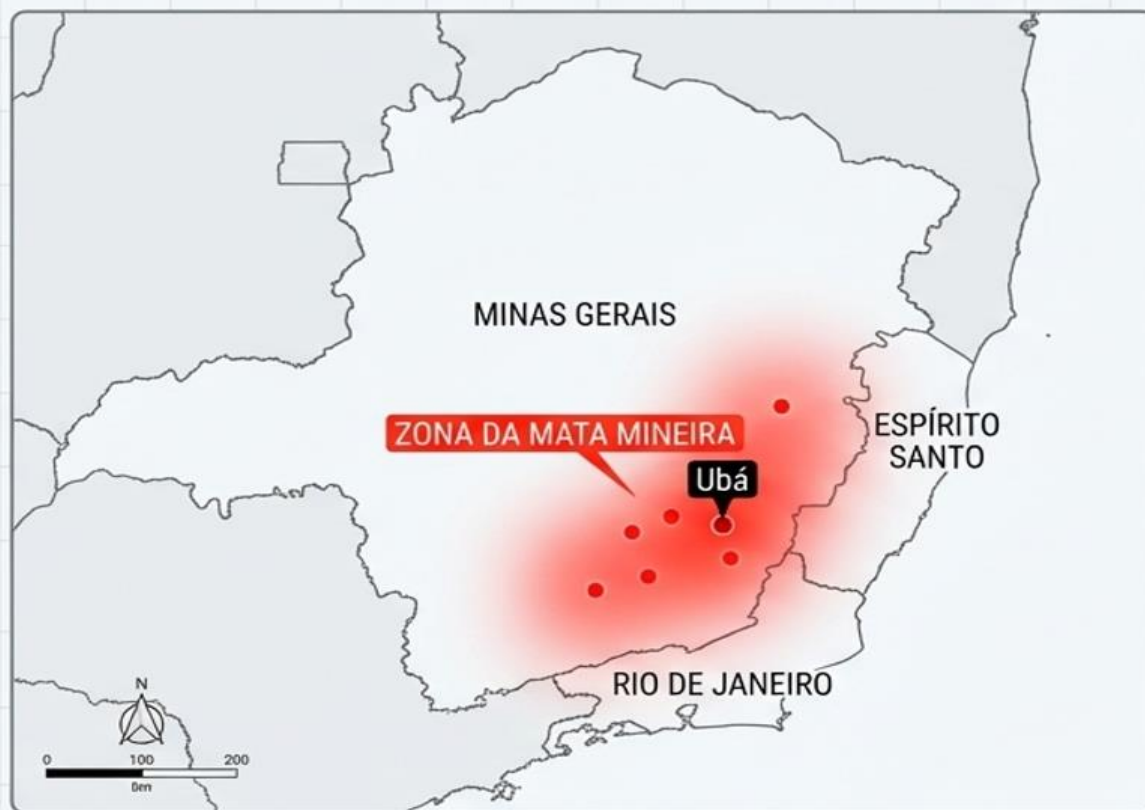 MINAS GERAIS
ZONA DA MATA MINEIRA
Ubá
ESPÍRITO
SANTO
RIO DE JANEIRO
N
0 100 200